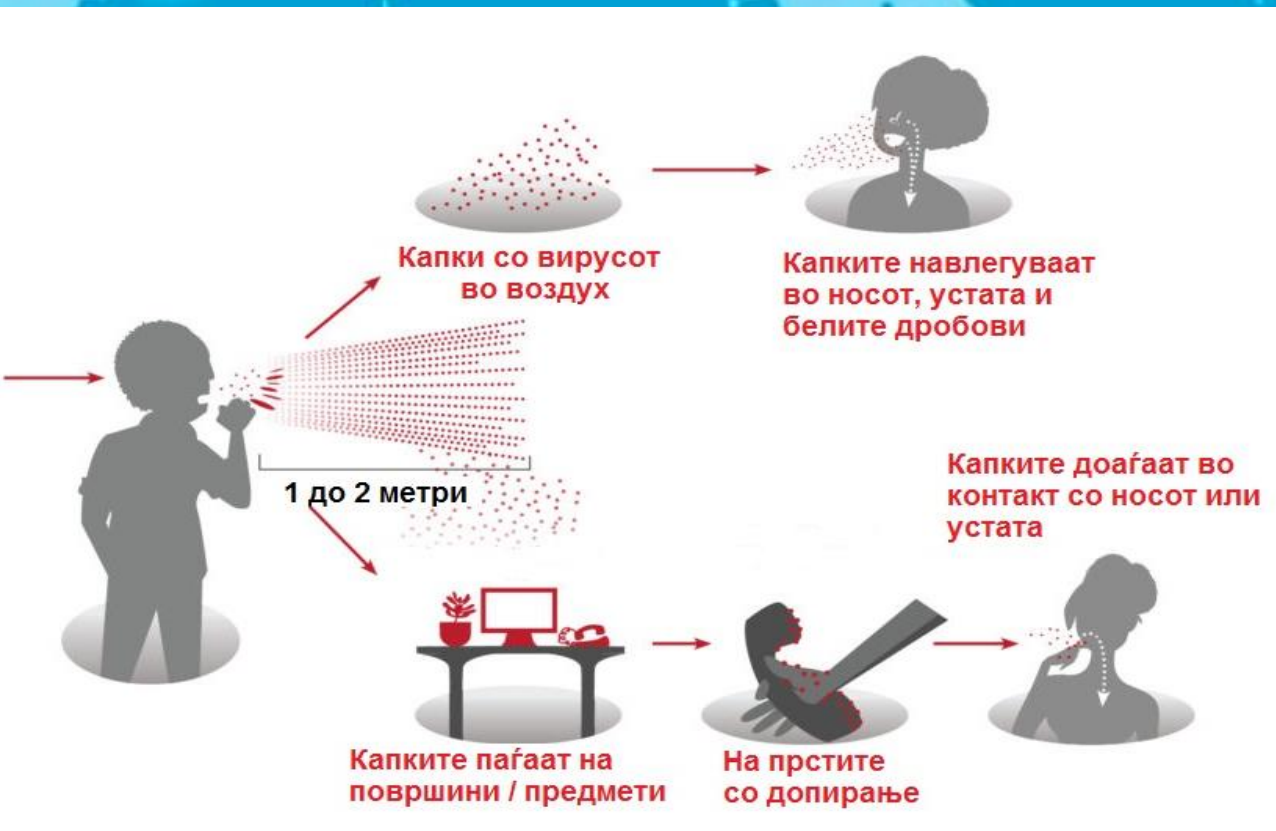 Капки со вирусот
во воздух
Капките навлегуваат
во носот, устата и
белите дробови
1 до 2 метри
Капките доаѓаат во
контакт со носот или
устата
Капките паѓаат на
површини / предмети
На прстите
со допирање